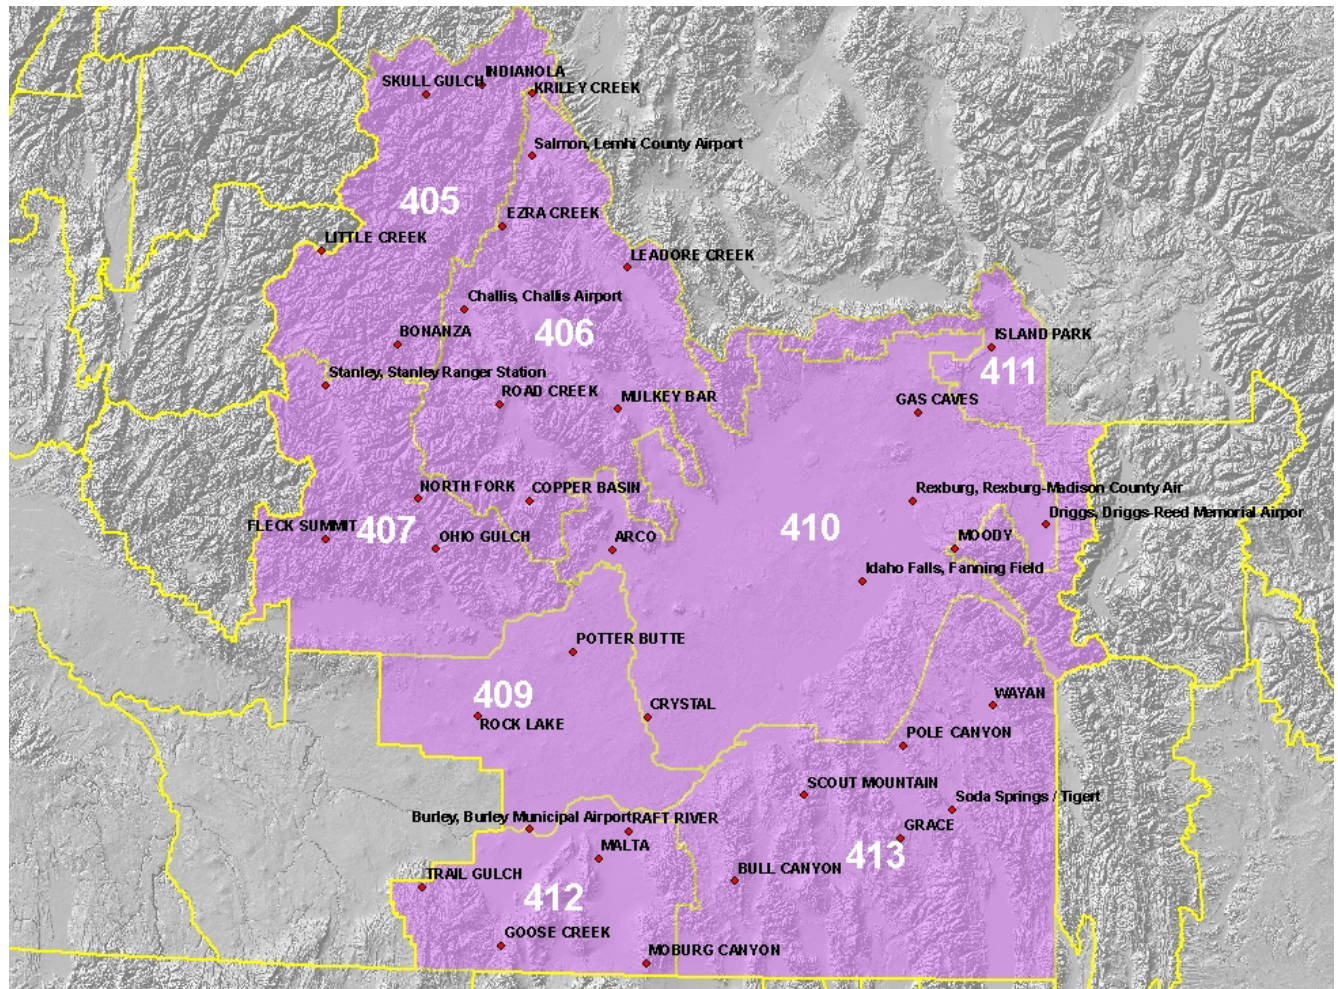 INDIANOLA
SKULL GULCH
KRILEY CREEK
Salmon, Lemhi County Airport
405
EZRA CREEK
LITTLE CREEK
LEADORE CREEK
Challis, Challis Airport
BONANZA
406
ISLAND PARK
Stanley, Stanley Ranger Station
411
ROAD CREEK
MULKEY BAR
GAS CAVES
NORTH FORK
COPPER BASIN
Rexburg, Rexburg-Madison County Air
FLECK SUMMIT
407
410
Driggs, Driggs-Reed Memorial Airpor
OHIO GULCH
ARCO
MOODY
Idaho Falls, Fanning Field
POTTER BUTTE
409
WAYAN
ROCK LAKE
CRYSTAL
POLE CANYON
SCOUT MOUNTAIN
Soda Springs / Tigert
Burley, Burley Municipal Airport
RAFT RIVER
GRACE
MALTA
413
TRAIL GULCH
BULL CANYON
412
GOOSE CREEK
MOBURG CANYON